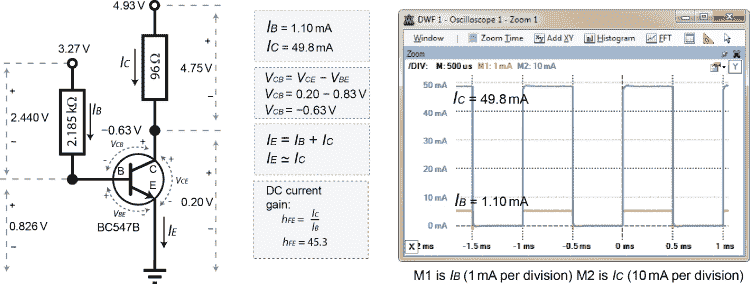 4.93 V
3.27 V
I_C
96 Ω
4.75 V
2.440 V
2.185 kΩ
I_B
−0.63 V
V_CB
B
C
E
V_CE
V_BE
0.20 V
0.826 V
BC547B
I_E
I_B = 1.10 mA
I_C = 49.8 mA
V_CB = V_CE − V_BE
V_CB = 0.20 − 0.83 V
V_CB = −0.63 V
I_E = I_B + I_C
I_E ≃ I_C
DC current
gain:
h_FE = I_C / I_B
h_FE = 45.3
DWF 1 - Oscilloscope 1 - Zoom 1
Window Zoom Time Add XY Histogram FFT
Zoom
/DIV: M: 500 us M1: 1 mA M2: 10 mA Y
50 mA
I_C = 49.8 mA
40 mA
30 mA
20 mA
10 mA
I_B = 1.10 mA
0 mA
X 2 ms -1.5 ms -1 ms -0.5 ms 0 ms 0.5 ms 1 ms
M1 is I_B (1 mA per division) M2 is I_C (10 mA per division)